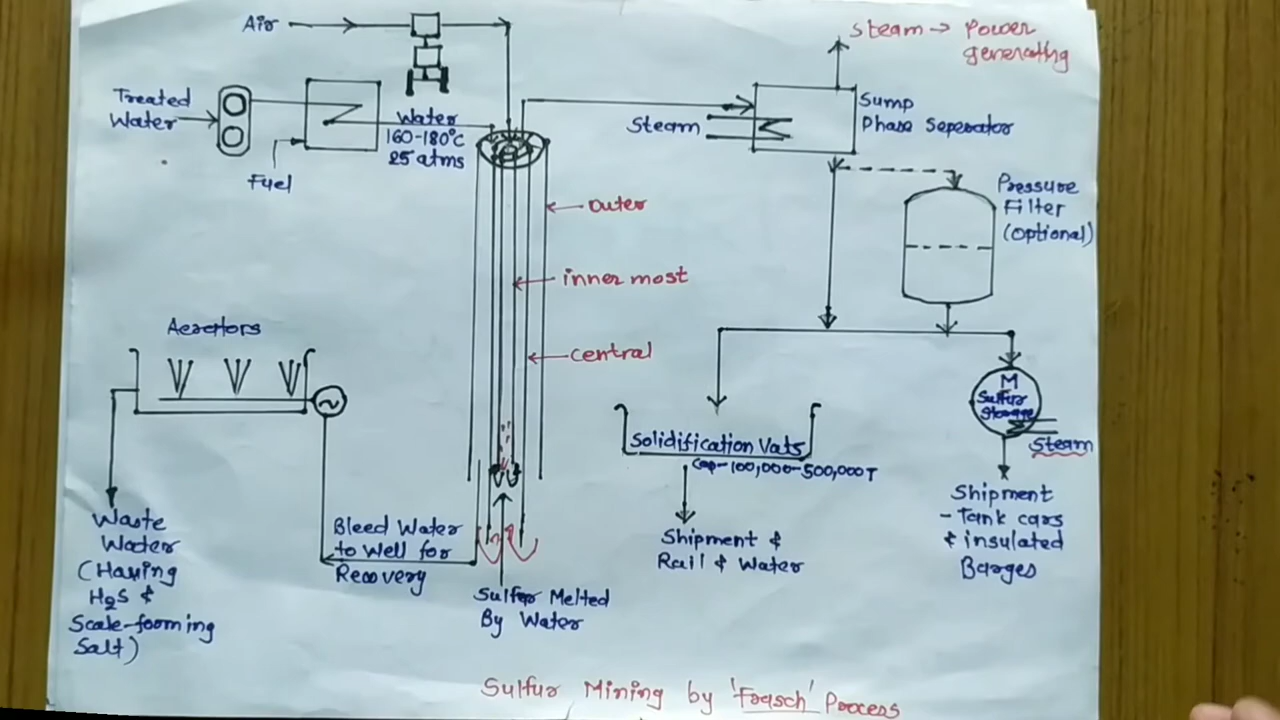 Air
Steam → Power
generating
Treated
Water
Water
160-180°C
25 atms
Fuel
Steam
Sump
Phase Seperator
Pressure
Filter
(optional)
outer
inner most
central
Aerators
M
Sulfur
Storage
Steam
Solidification Vats
Cap-100,000-500,000T
Shipment
- Tank cars
& insulated
Barges
Shipment &
Rail & Water
Waste
Water
(Having
H₂S &
Scale-forming
Salt)
Bleed Water
to Well for
Recovery
Sulfur Melted
By Water
Sulfur Mining by 'Frasch' Process